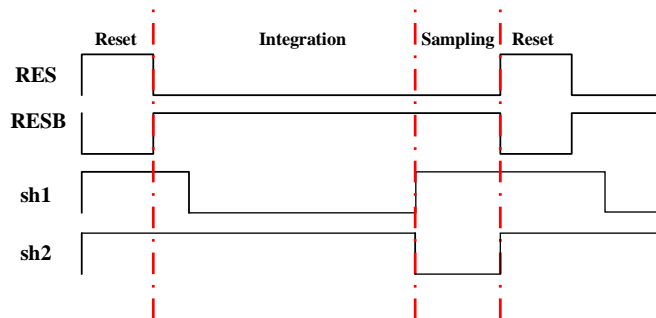 Reset Integration Sampling Reset
RES
RESB
sh1
sh2